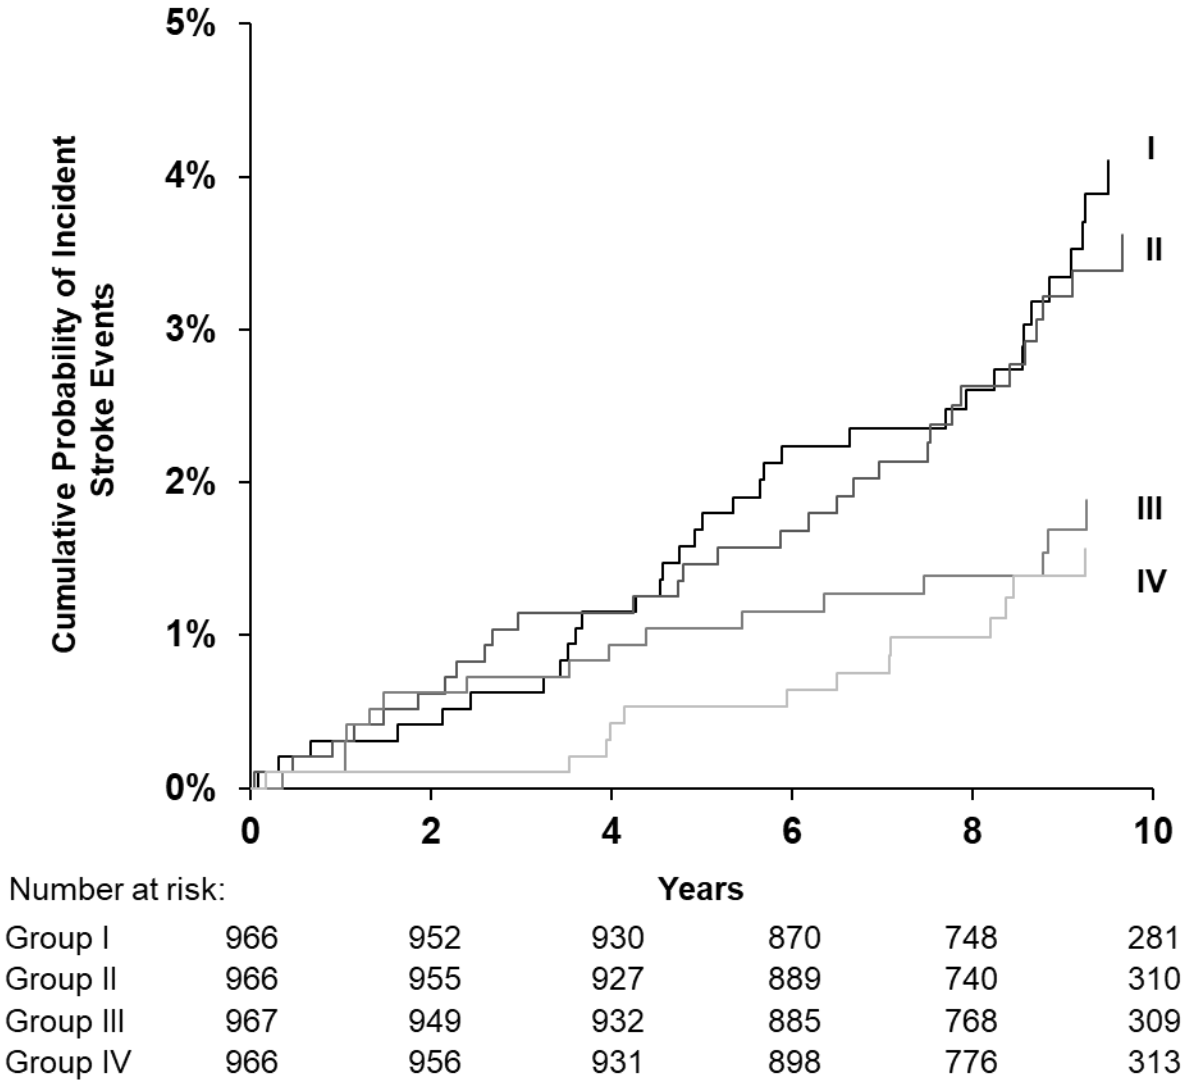 5%
4%
3%
2%
1%
0%
Cumulative Probability of Incident
Stroke Events
I
II
III
IV
0 2 4 6 8 10
Number at risk: Years
Group I 966 952 930 870 748 281
Group II 966 955 927 889 740 310
Group III 967 949 932 885 768 309
Group IV 966 956 931 898 776 313